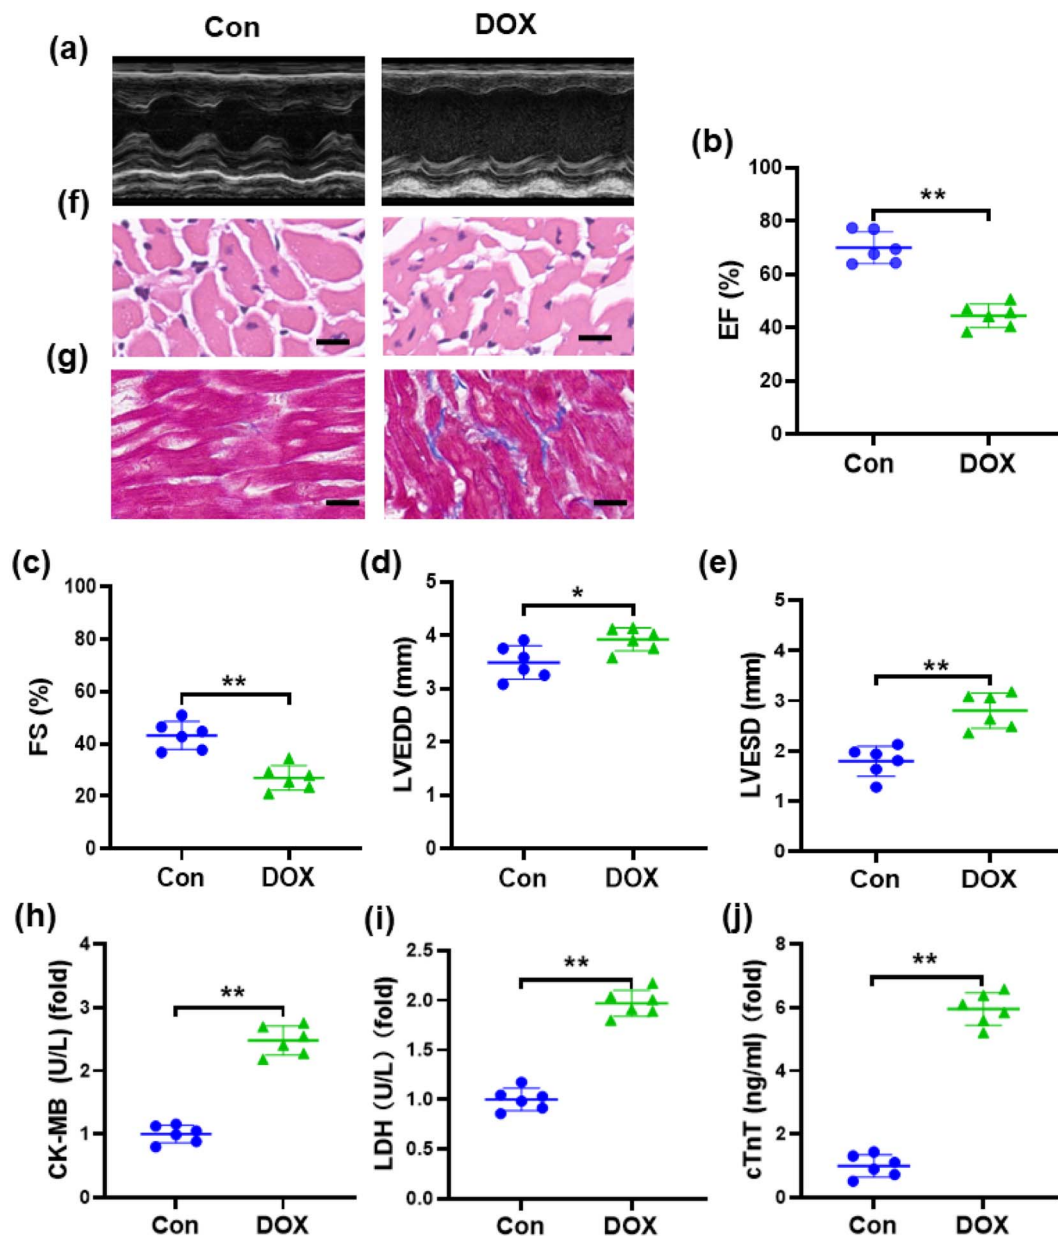 Con
DOX
(a)
(f)
(g)
(b)
100
80
60
40
20
0
EF (%)
**
Con
DOX
(c)
100
80
60
40
20
0
FS (%)
**
Con
DOX
(d)
5
4
3
2
1
0
LVEDD (mm)
*
Con
DOX
(e)
5
4
3
2
1
0
LVESD (mm)
**
Con
DOX
(h)
4
3
2
1
0
CK-MB (U/L) (fold)
**
Con
DOX
(i)
2.5
2.0
1.5
1.0
0.5
0.0
LDH（U/L）（fold）
**
Con
DOX
(j)
8
6
4
2
0
cTnT (ng/ml)（fold）
**
Con
DOX